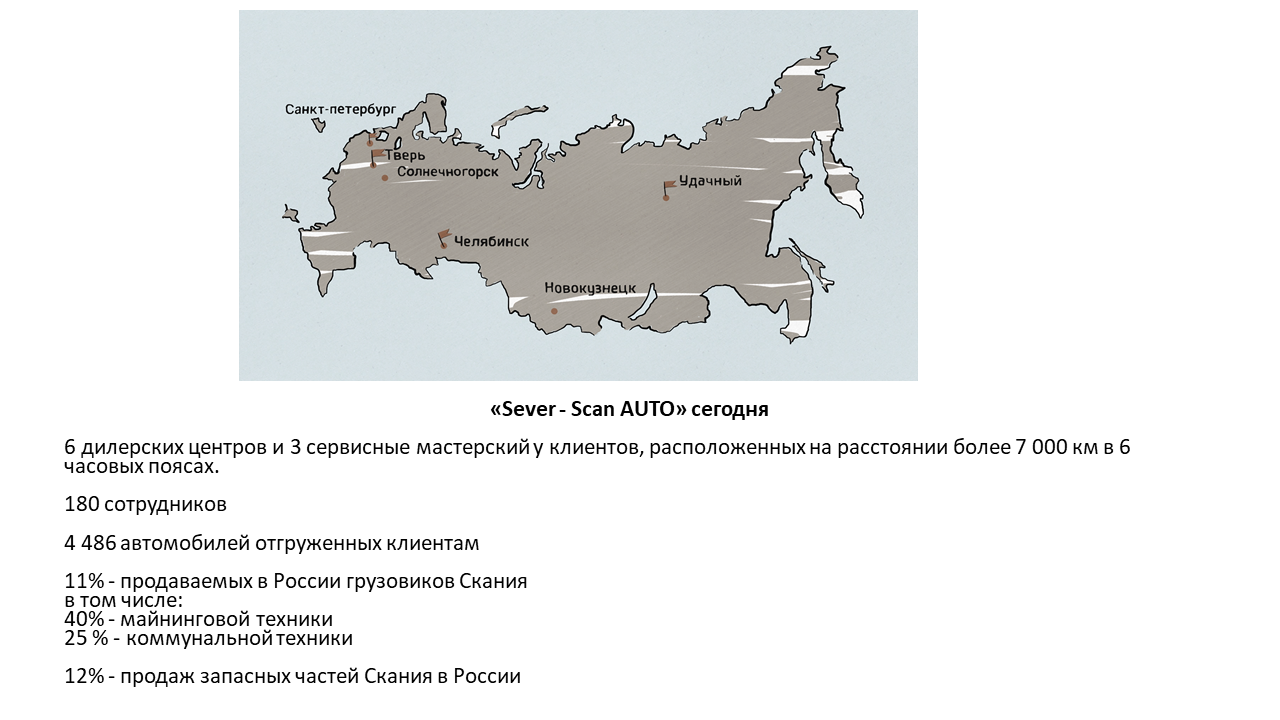 Санкт-петербург
Тверь
Солнечногорск
Удачный
Челябинск
Новокузнецк
«Sever - Scan AUTO» сегодня
6 дилерских центров и 3 сервисные мастерский у клиентов, расположенных на расстоянии более 7 000 км в 6
часовых поясах.
180 сотрудников
4 486 автомобилей отгруженных клиентам
11% - продаваемых в России грузовиков Скания
в том числе:
40% - майнинговой техники
25 % - коммунальной техники
12% - продаж запасных частей Скания в России